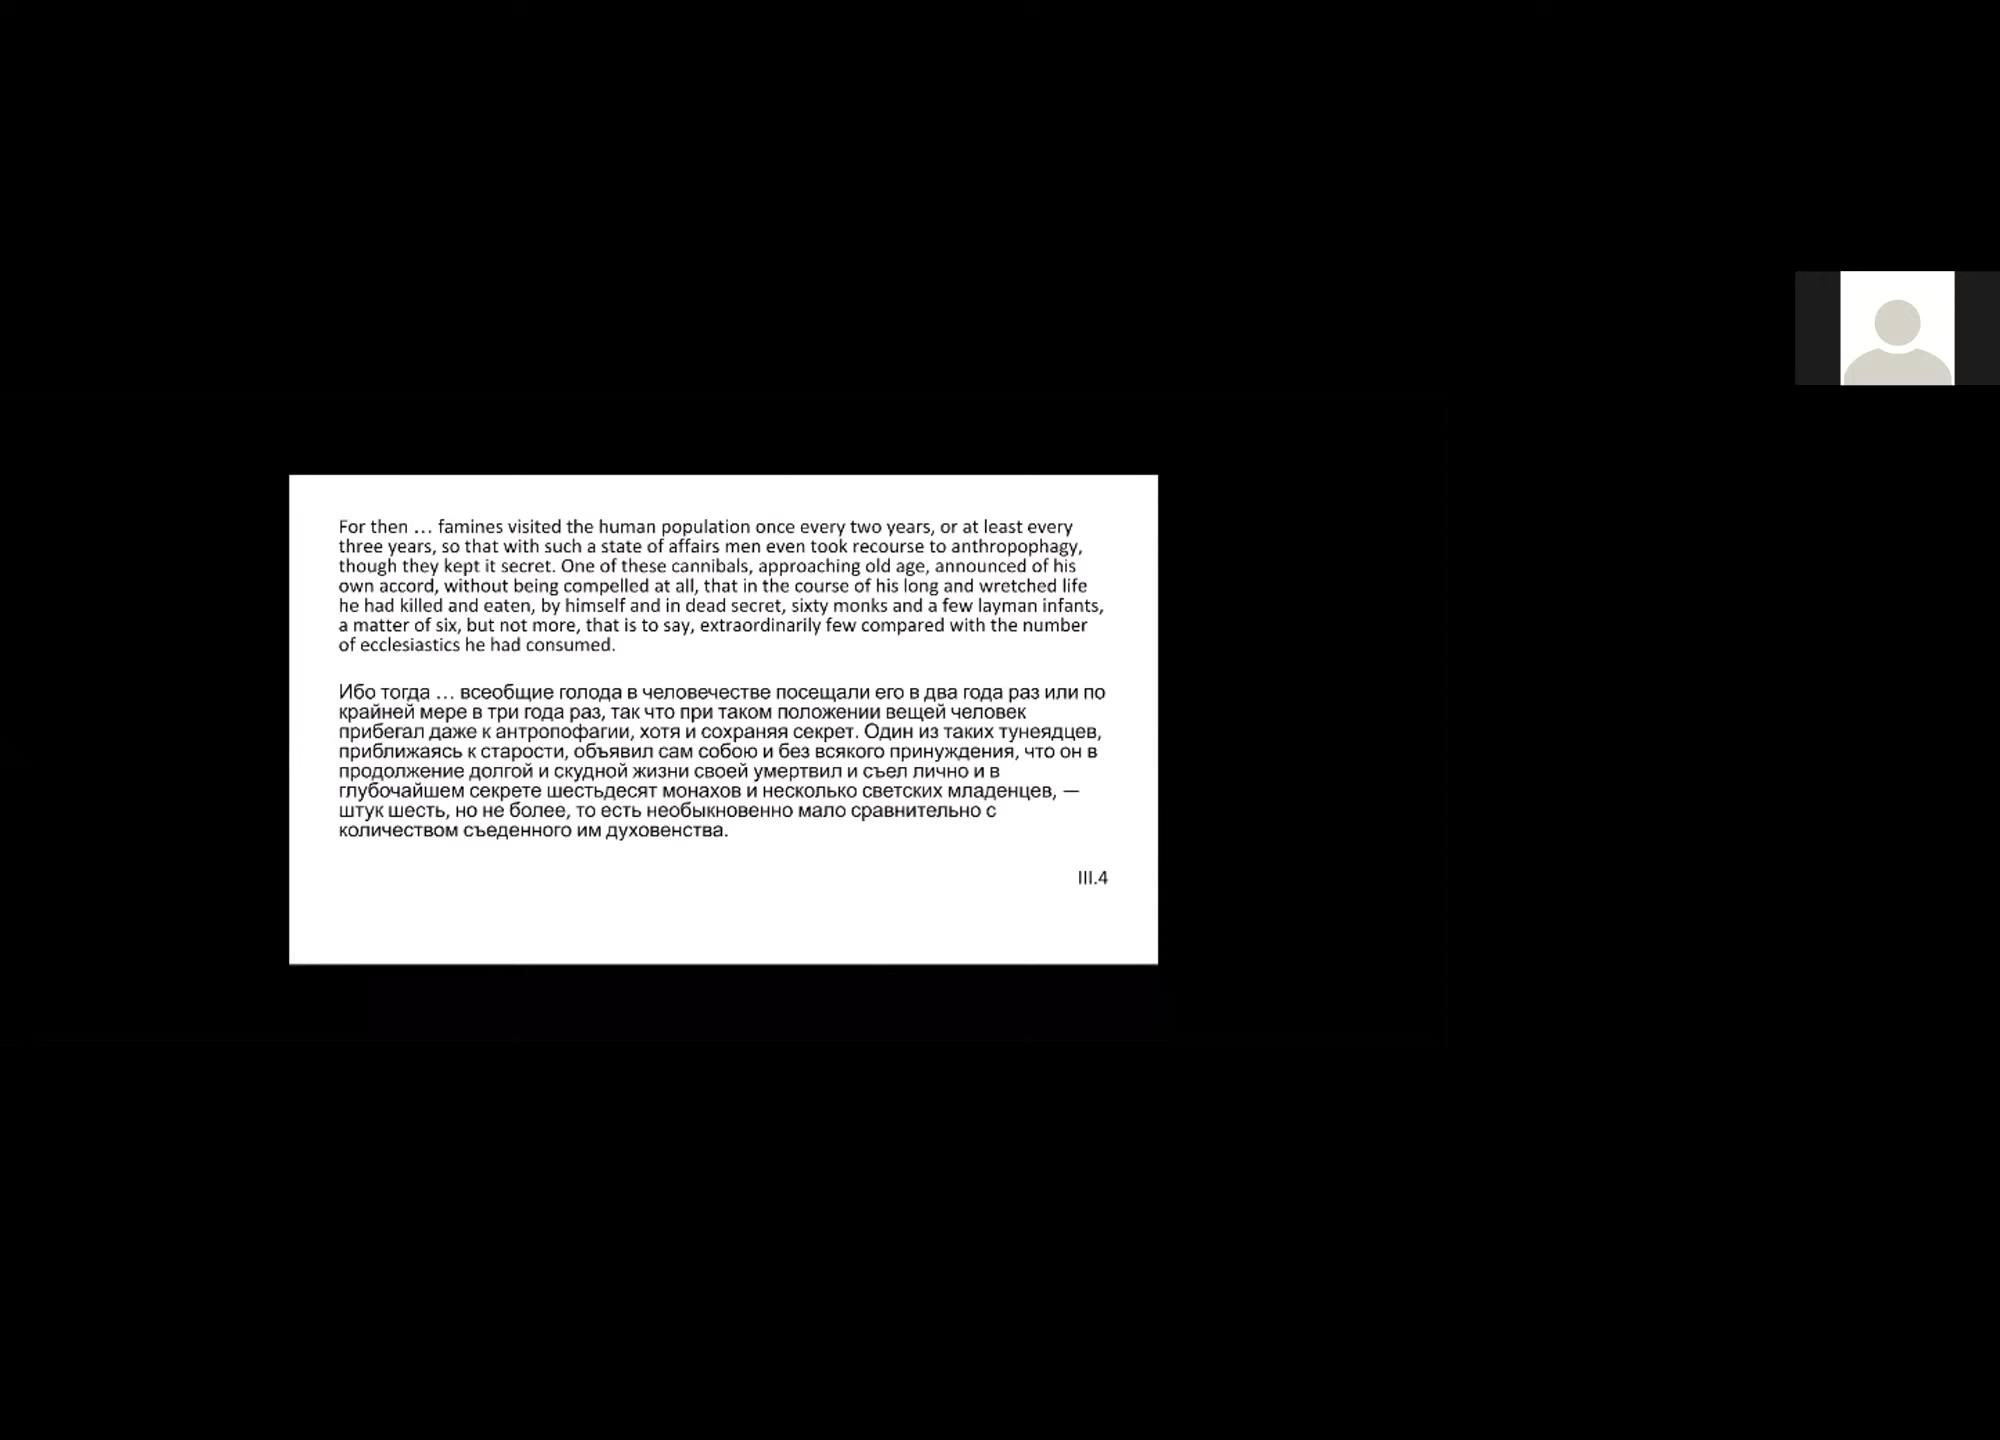 For then … famines visited the human population once every two years, or at least every
three years, so that with such a state of affairs men even took recourse to anthropophagy,
though they kept it secret. One of these cannibals, approaching old age, announced of his
own accord, without being compelled at all, that in the course of his long and wretched life
he had killed and eaten, by himself and in dead secret, sixty monks and a few layman infants,
a matter of six, but not more, that is to say, extraordinarily few compared with the number
of ecclesiastics he had consumed.
Ибо тогда … всеобщие голода в человечестве посещали его в два года раз или по
крайней мере в три года раз, так что при таком положении вещей человек
прибегал даже к антропофагии, хотя и сохраняя секрет. Один из таких тунеядцев,
приближаясь к старости, объявил сам собою и без всякого принуждения, что он в
продолжение долгой и скудной жизни своей умертвил и съел лично и в
глубочайшем секрете шестьдесят монахов и несколько светских младенцев, —
штук шесть, но не более, то есть необыкновенно мало сравнительно с
количеством съеденного им духовенства.
III.4